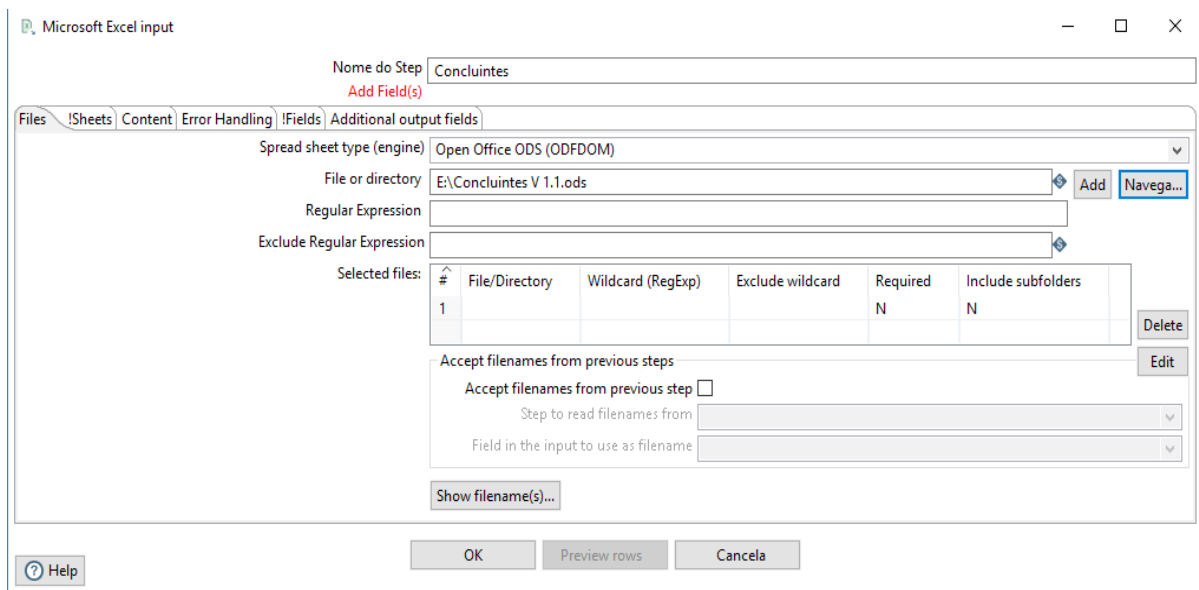 Microsoft Excel input
Nome do Step Concluintes
Add Field(s)
Files !Sheets Content Error Handling !Fields Additional output fields
Spread sheet type (engine) Open Office ODS (ODFDOM)
File or directory E:\Concluintes V 1.1.ods Add Navega...
Regular Expression
Exclude Regular Expression
Selected files: # File/Directory Wildcard (RegExp) Exclude wildcard Required Include subfolders
1 N N
Delete
Edit
Accept filenames from previous steps
Accept filenames from previous step
Step to read filenames from
Field in the input to use as filename
Show filename(s)...
OK Preview rows Cancela
Help